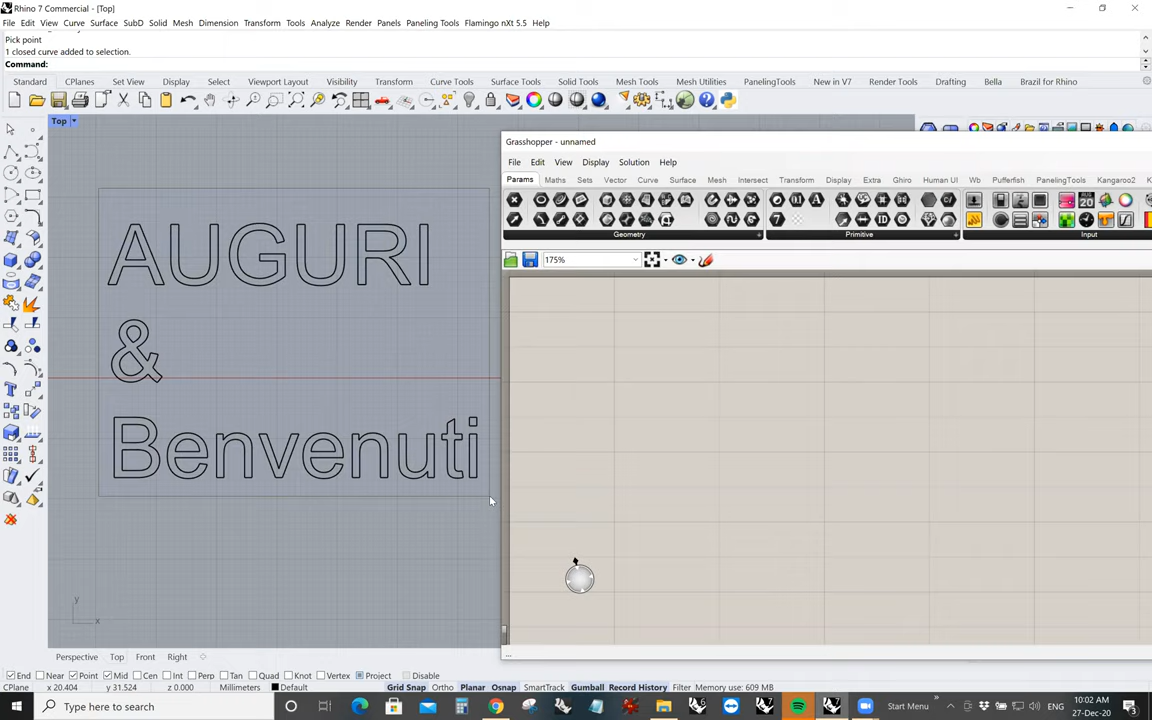 Rhino 7 Commercial - [Top]
File Edit View Curve Surface SubD Solid Mesh Dimension Transform Tools Analyze Render Panels Paneling Tools Flamingo nXt 5.5 Help
Pick point
1 closed curve added to selection.
Command:
Standard CPlanes Set View Display Select Viewport Layout Visibility Transform Curve Tools Surface Tools Solid Tools Mesh Tools Mesh Utilities PanelingTools New in V7 Render Tools Drafting Bella Brazil for Rhino
Top
Grasshopper - unnamed
File Edit View Display Solution Help
Params Maths Sets Vector Curve Surface Mesh Intersect Transform Display Extra Ghiro Human UI Wb Pufferfish PanelingTools Kangaroo2 K
Geometry Primitive Input
175%
AUGURI
&
Benvenuti
y
x
...
Perspective Top Front Right
End Near Point Mid Cen Int Perp Tan Quad Knot Vertex Project Disable
CPlane x 20.404 y 31.524 z 0.000 Millimeters Default Grid Snap Ortho Planar Osnap SmartTrack Gumball Record History Filter Memory use: 609 MB
Type here to search
Start Menu
ENG
10:02 AM
27-Dec-20